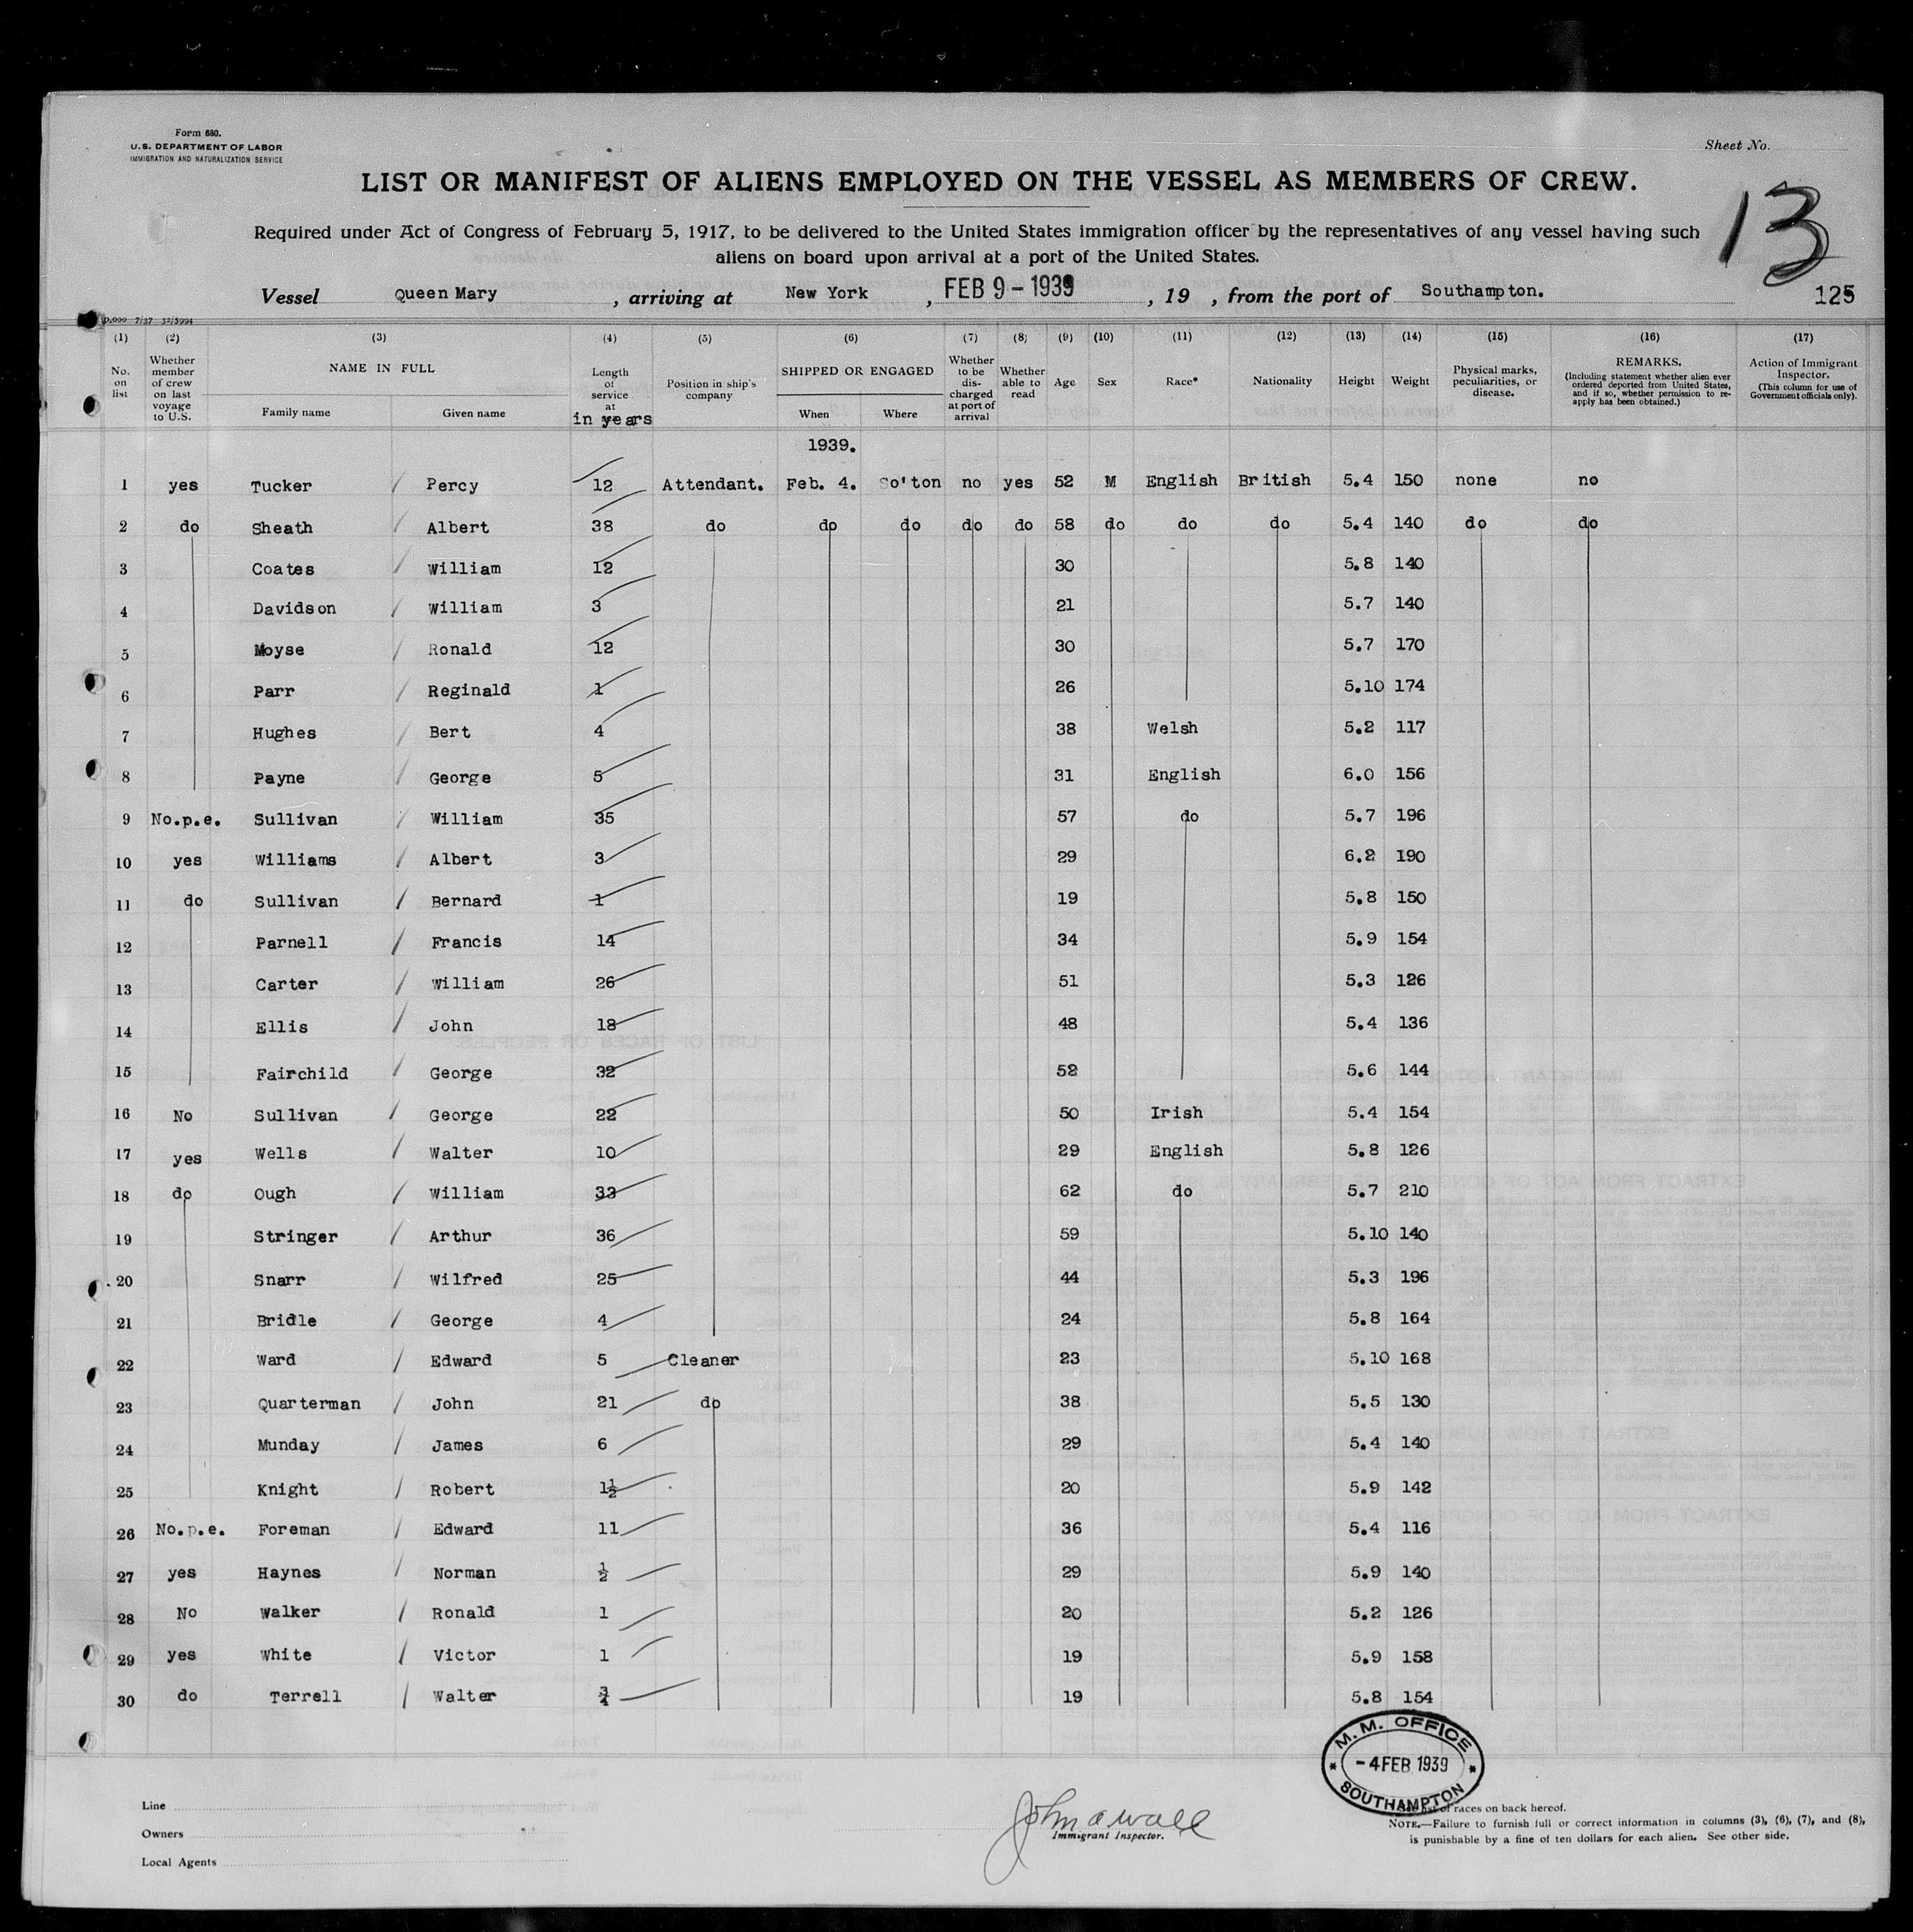 Form 680.
U.S. DEPARTMENT OF LABOR
IMMIGRATION AND NATURALIZATION SERVICE
Sheet No.
LIST OR MANIFEST OF ALIENS EMPLOYED ON THE VESSEL AS MEMBERS OF CREW.
13
Required under Act of Congress of February 5, 1917, to be delivered to the United States immigration officer by the representatives of any vessel having such
aliens on board upon arrival at a port of the United States.
Vessel Queen Mary, arriving at New York, FEB 9 - 1939, 19 , from the port of Southampton. 125
(1) (2) (3) (4) (5) (6) (7) (8) (9) (10) (11) (12) (13) (14) (15) (16) (17)
No. on list
Whether member of crew on last voyage to U.S.
NAME IN FULL
Family name
Given name
Length of service at
in years
Position in ship's company
SHIPPED OR ENGAGED
When
Where
Whether to be discharged at port of arrival
Whether able to read
Age
Sex
Race*
Nationality
Height
Weight
Physical marks, peculiarities, or disease.
REMARKS.
(Including statement whether alien ever ordered deported from United States, and if so, whether permission to reapply has been obtained.)
Action of Immigrant Inspector.
(This column for use of Government officials only).
1939.
1 yes Tucker / Percy 12 Attendant. Feb. 4. So'ton no yes 52 M English British 5.4 150 none no
2 do Sheath / Albert 38 do do do do do 58 do do do 5.4 140 do do
3 Coates / William 12 30 5.8 140
4 Davidson / William 3 21 5.7 140
5 Moyse / Ronald 12 30 5.7 170
6 Parr / Reginald 1 26 5.10 174
7 Hughes / Bert 4 38 Welsh 5.2 117
8 Payne / George 5 31 English 6.0 156
9 No.p.e. Sullivan / William 35 57 do 5.7 196
10 yes Williams / Albert 3 29 6.2 190
11 do Sullivan / Bernard 1 19 5.8 150
12 Parnell / Francis 14 34 5.9 154
13 Carter / William 26 51 5.3 126
14 Ellis / John 18 48 5.4 136
15 Fairchild / George 32 52 5.6 144
16 No Sullivan / George 22 50 Irish 5.4 154
17 yes Wells / Walter 10 29 English 5.8 126
18 do Ough / William 33 62 do 5.7 210
19 Stringer / Arthur 36 59 5.10 140
20 Snarr / Wilfred 25 44 5.3 196
21 Bridle / George 4 24 5.8 164
22 Ward / Edward 5 Cleaner 23 5.10 168
23 Quarterman / John 21 do 38 5.5 130
24 Munday / James 6 29 5.4 140
25 Knight / Robert 1½ 20 5.9 142
26 No.p.e. Foreman / Edward 11 36 5.4 116
27 yes Haynes / Norman ½ 29 5.9 140
28 No Walker / Ronald 1 20 5.2 126
29 yes White / Victor 1 19 5.9 158
30 do Terrell / Walter ¾ 19 5.8 154
M.M. OFFICE
- 4 FEB 1939
SOUTHAMPTON
Line
Owners
Local Agents
John a wall
Immigrant Inspector.
list of races on back hereof.
NOTE.—Failure to furnish full or correct information in columns (3), (6), (7), and (8),
is punishable by a fine of ten dollars for each alien. See other side.